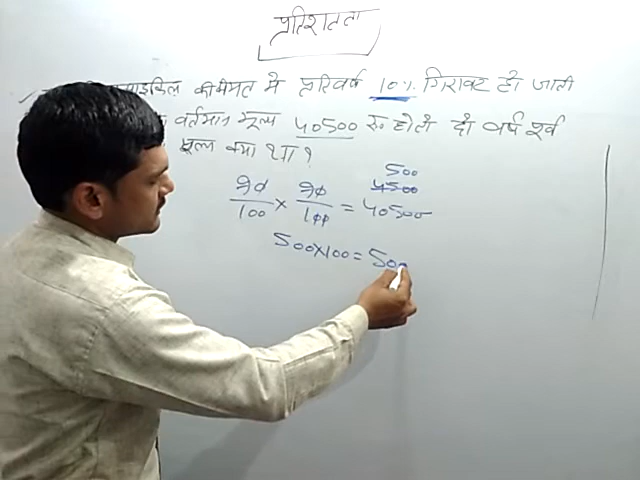 प्रतिशतता
साइकिल की कीमत में प्रतिवर्ष 10% गिरावट हो जाती
वर्तमान मूल्य 40500 रु० हो तो दो वर्ष पूर्व
मूल्य क्या था ?
500
4500
90/100 × 90/100 = 40500
500×100 = 500